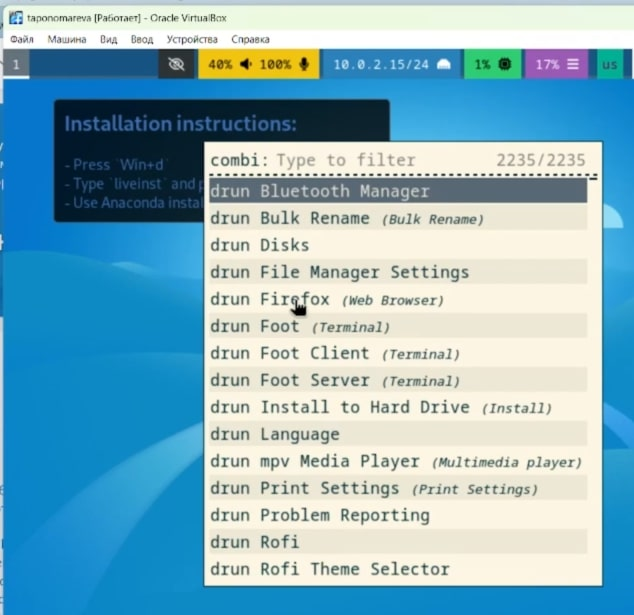 taponomareva [Работает] - Oracle VirtualBox
Файл Машина Вид Ввод Устройства Справка
1 40% 100% 10.0.2.15/24 1% 17% us
Installation instructions:
- Press `Win+d`
- Type `liveinst` and p
- Use Anaconda instal
combi: Type to filter 2235/2235
drun Bluetooth Manager
drun Bulk Rename (Bulk Rename)
drun Disks
drun File Manager Settings
drun Firefox (Web Browser)
drun Foot (Terminal)
drun Foot Client (Terminal)
drun Foot Server (Terminal)
drun Install to Hard Drive (Install)
drun Language
drun mpv Media Player (Multimedia player)
drun Print Settings (Print Settings)
drun Problem Reporting
drun Rofi
drun Rofi Theme Selector